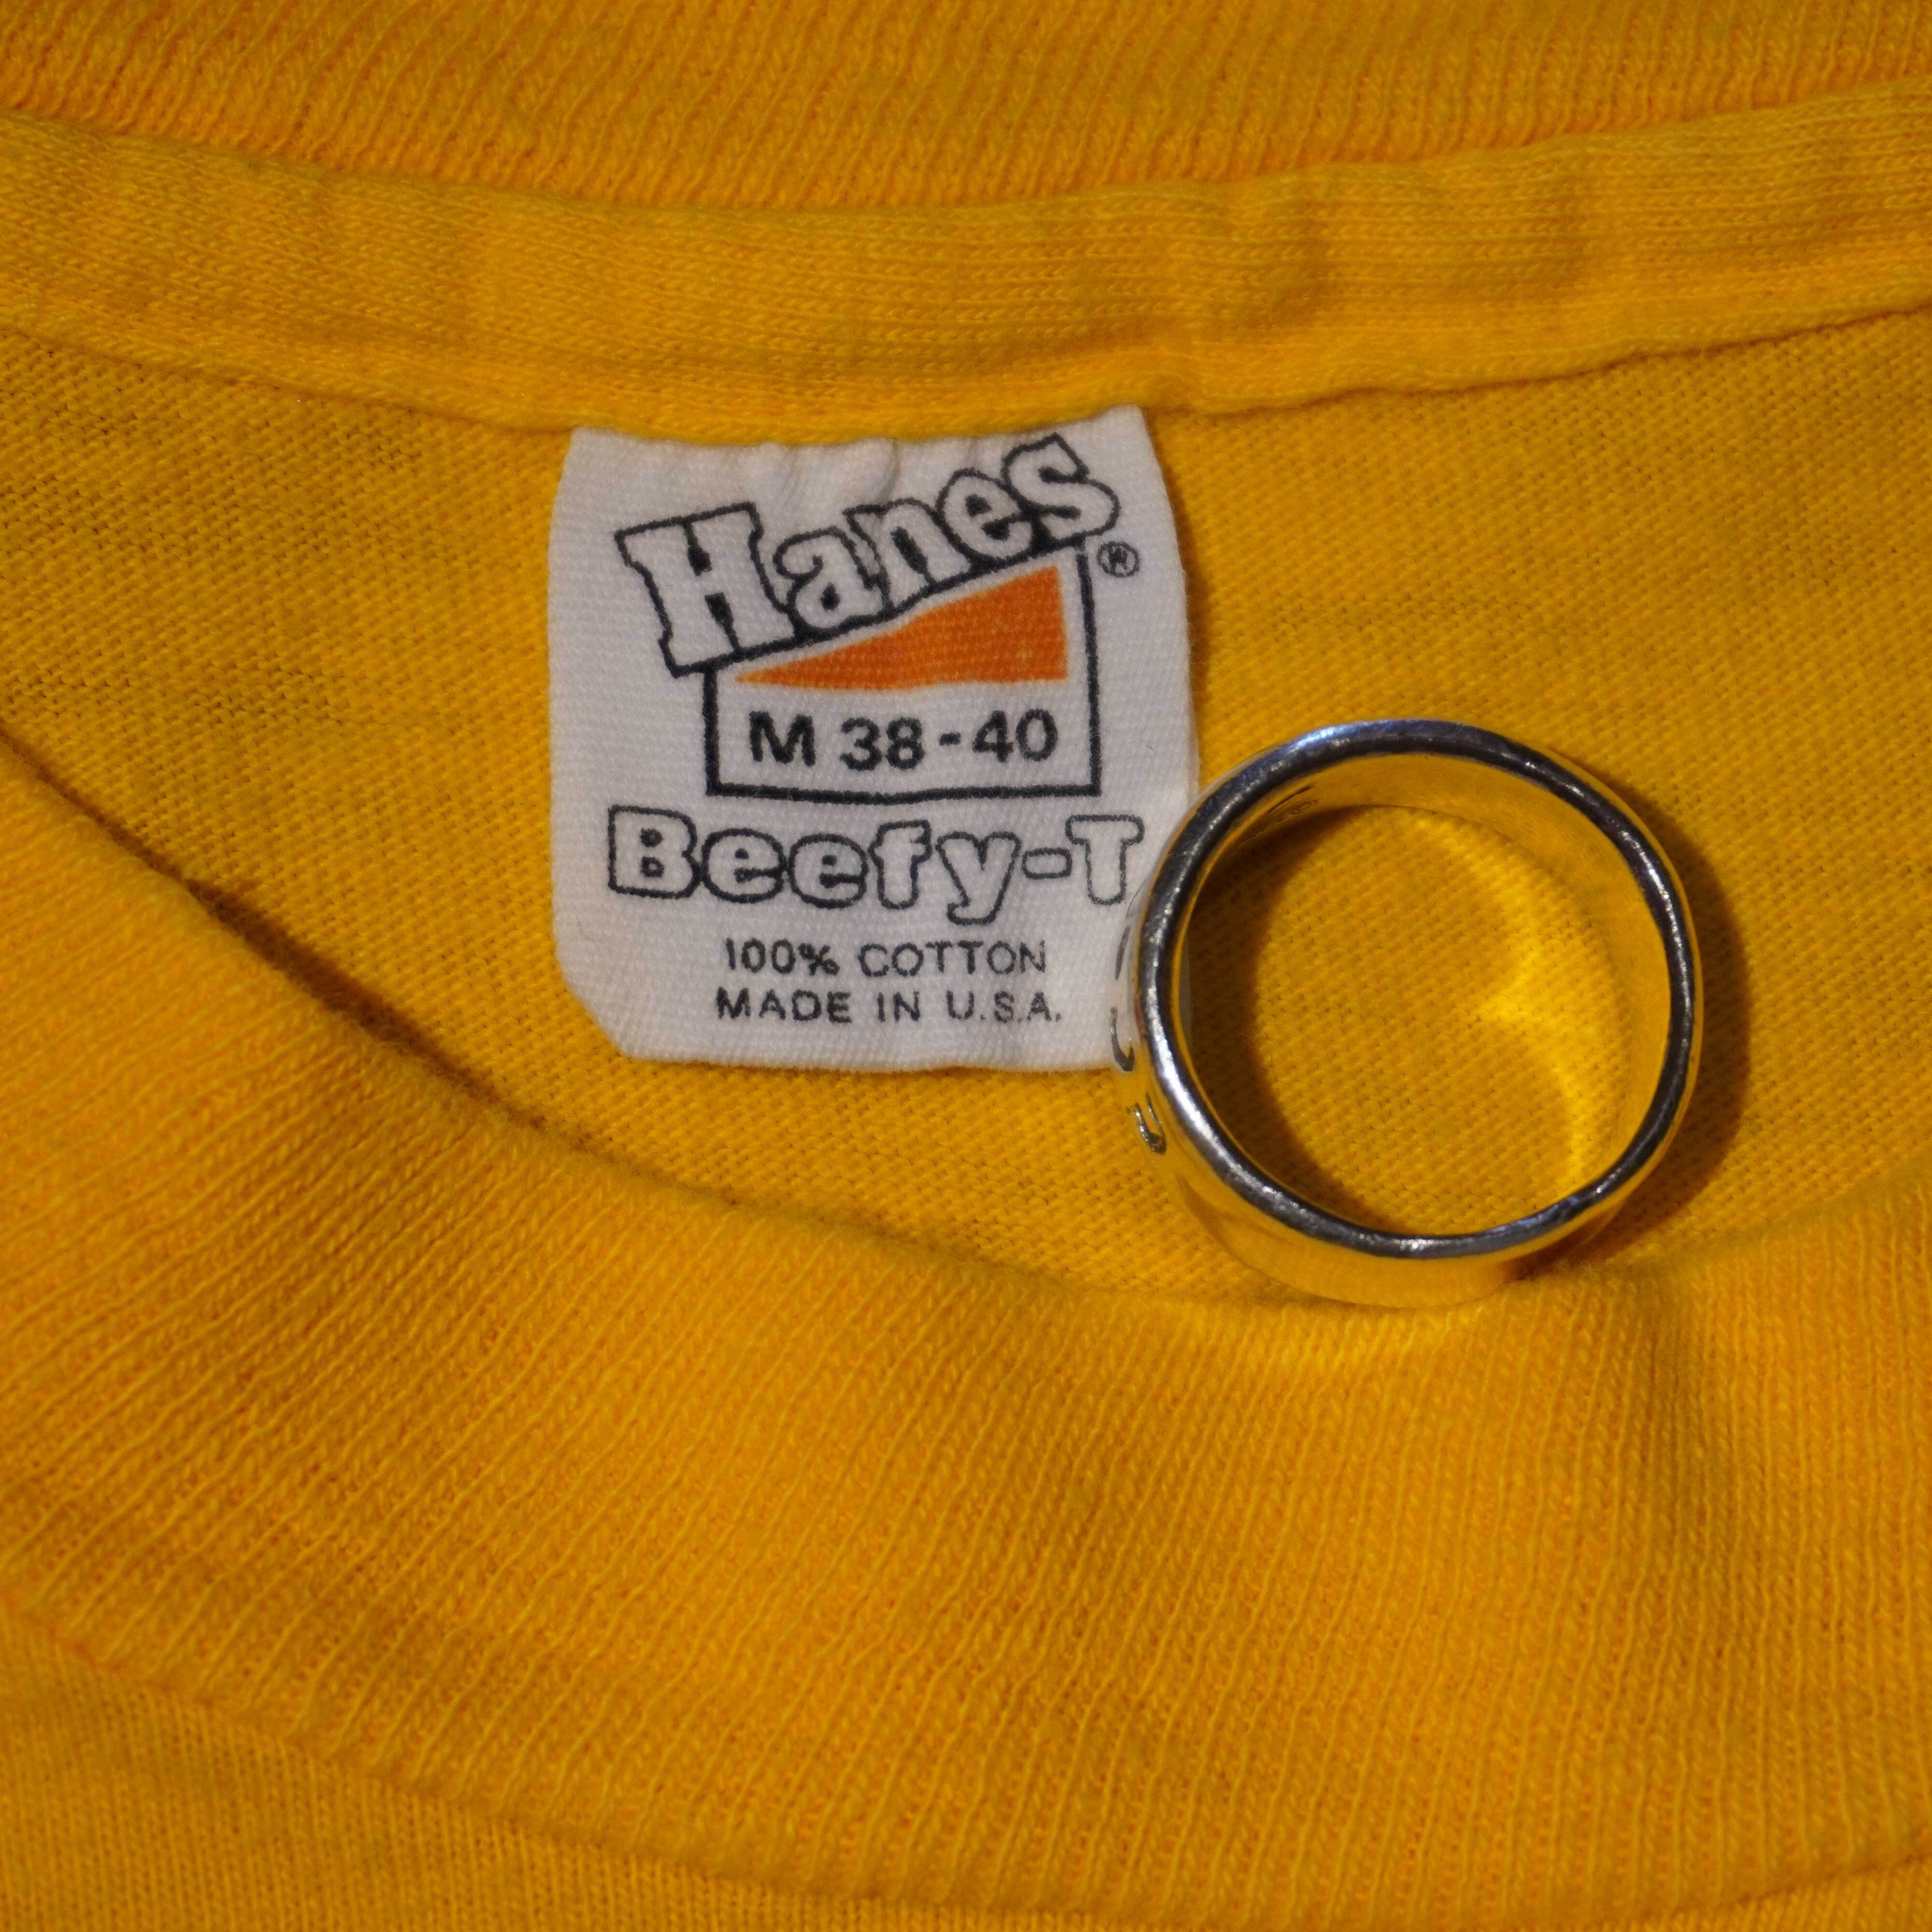 Hanes®
M 38-40
Beefy-T
100% COTTON
MADE IN U.S.A.